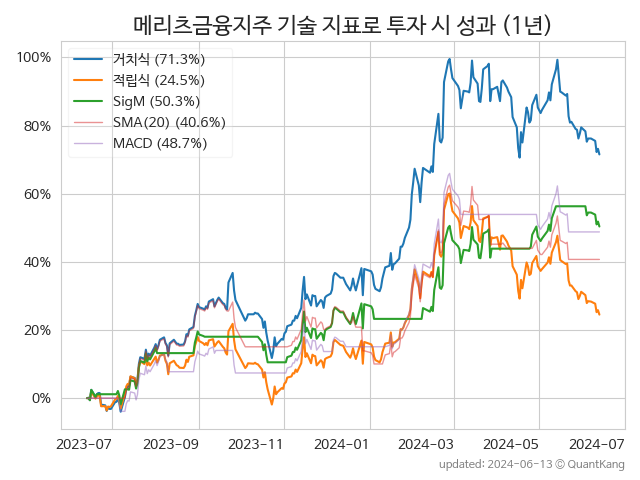 메리츠금융지주 기술 지표로 투자 시 성과 (1년)
100%
80%
60%
40%
20%
0%
거치식 (71.3%)
적립식 (24.5%)
SigM (50.3%)
SMA(20) (40.6%)
MACD (48.7%)
2023−07
2023−09
2023−11
2024−01
2024−03
2024−05
2024−07
updated: 2024-06-13 © QuantKang